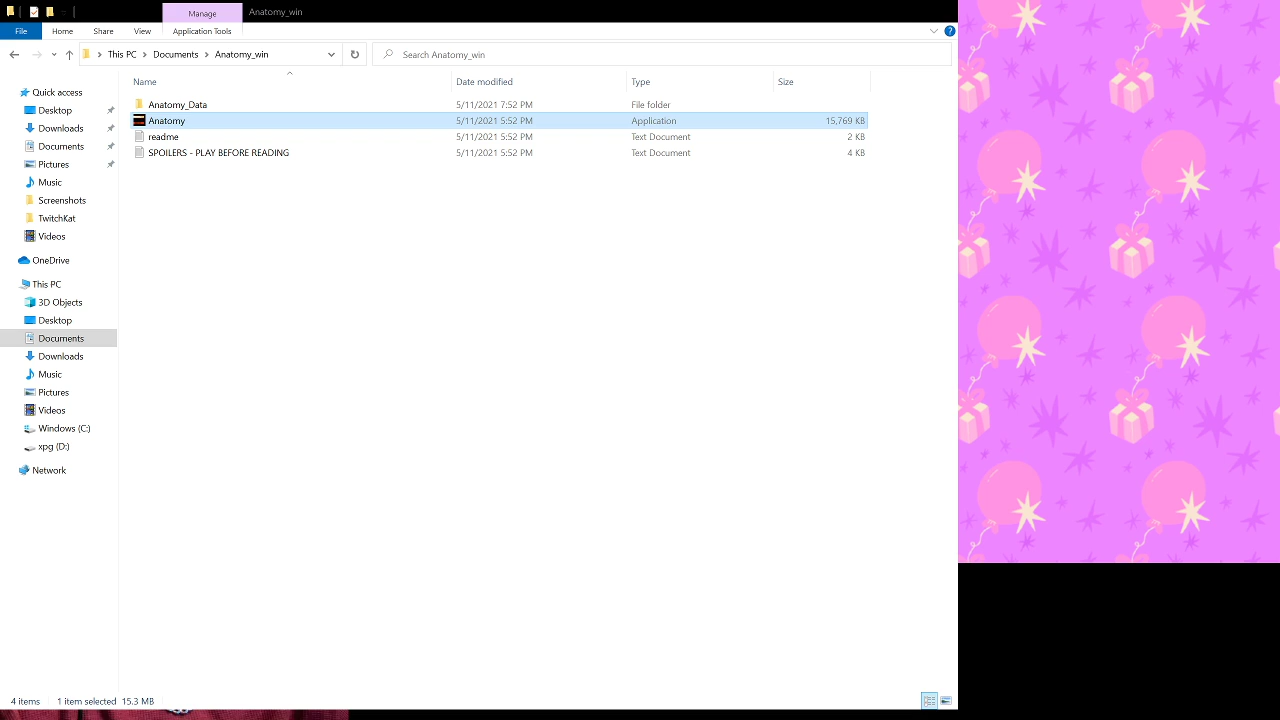 Manage Anatomy_win
File Home Share View Application Tools
This PC Documents Anatomy_win Search Anatomy_win
Name Date modified Type Size
Anatomy_Data 5/11/2021 7:52 PM File folder
Anatomy 5/11/2021 5:52 PM Application 15,769 KB
readme 5/11/2021 5:52 PM Text Document 2 KB
SPOILERS - PLAY BEFORE READING 5/11/2021 5:52 PM Text Document 4 KB
Quick access
Desktop
Downloads
Documents
Pictures
Music
Screenshots
TwitchKat
Videos
OneDrive
This PC
3D Objects
Desktop
Documents
Downloads
Music
Pictures
Videos
Windows (C:)
xpg (D:)
Network
4 items 1 item selected 15.3 MB